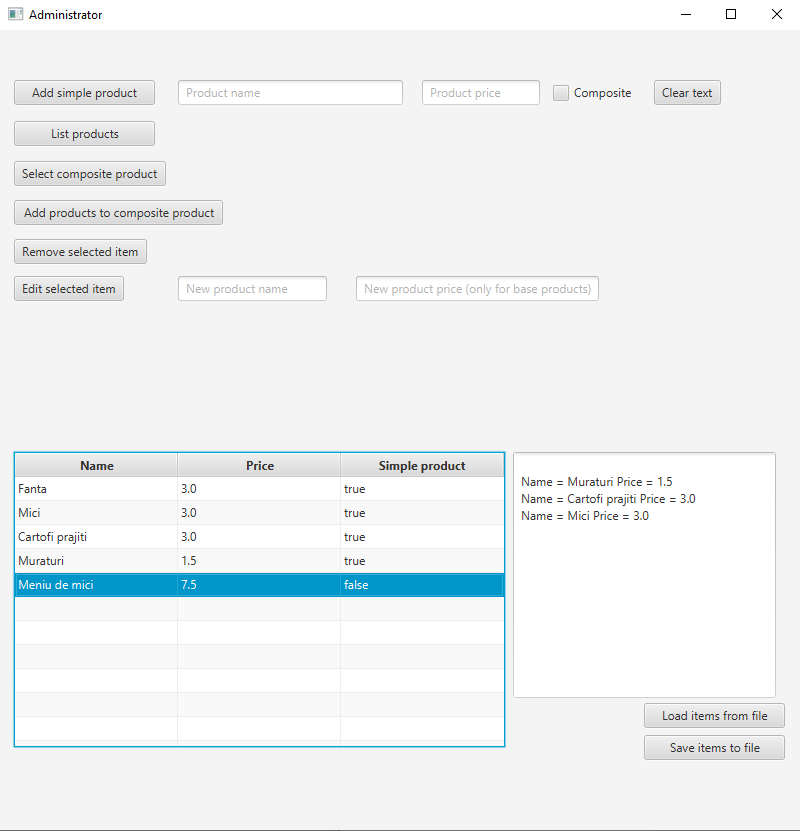 Administrator
Add simple product Product name Product price Composite Clear text
List products
Select composite product
Add products to composite product
Remove selected item
Edit selected item New product name New product price (only for base products)
Name Price Simple product
Fanta 3.0 true
Mici 3.0 true
Cartofi prajiti 3.0 true
Muraturi 1.5 true
Meniu de mici 7.5 false
Name = Muraturi Price = 1.5
Name = Cartofi prajiti Price = 3.0
Name = Mici Price = 3.0
Load items from file
Save items to file